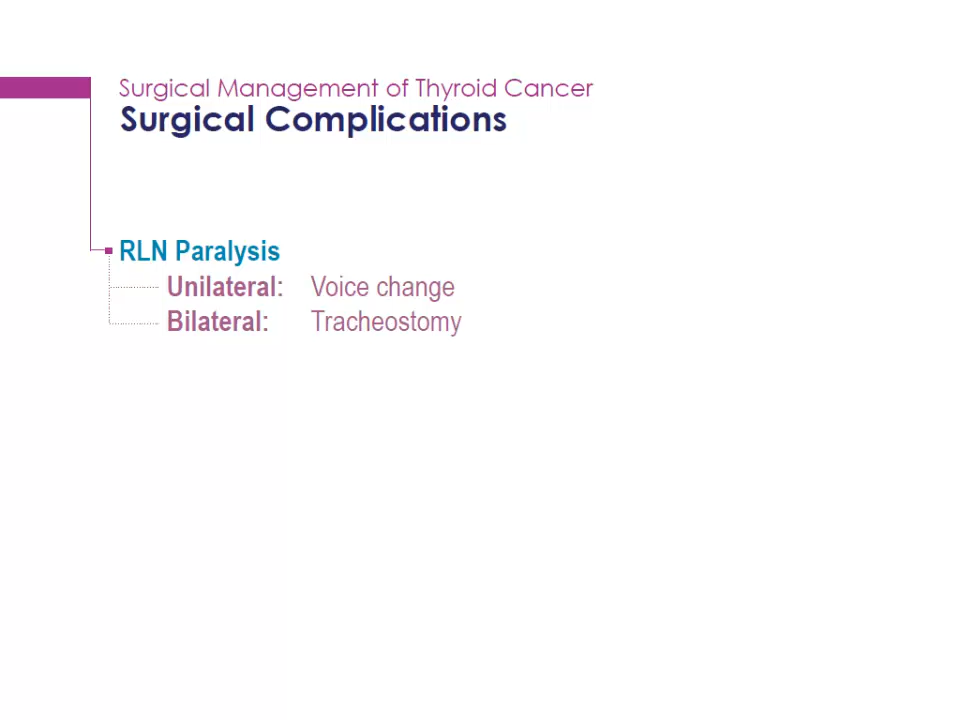 Surgical Management of Thyroid Cancer
Surgical Complications
RLN Paralysis
Unilateral: Voice change
Bilateral: Tracheostomy